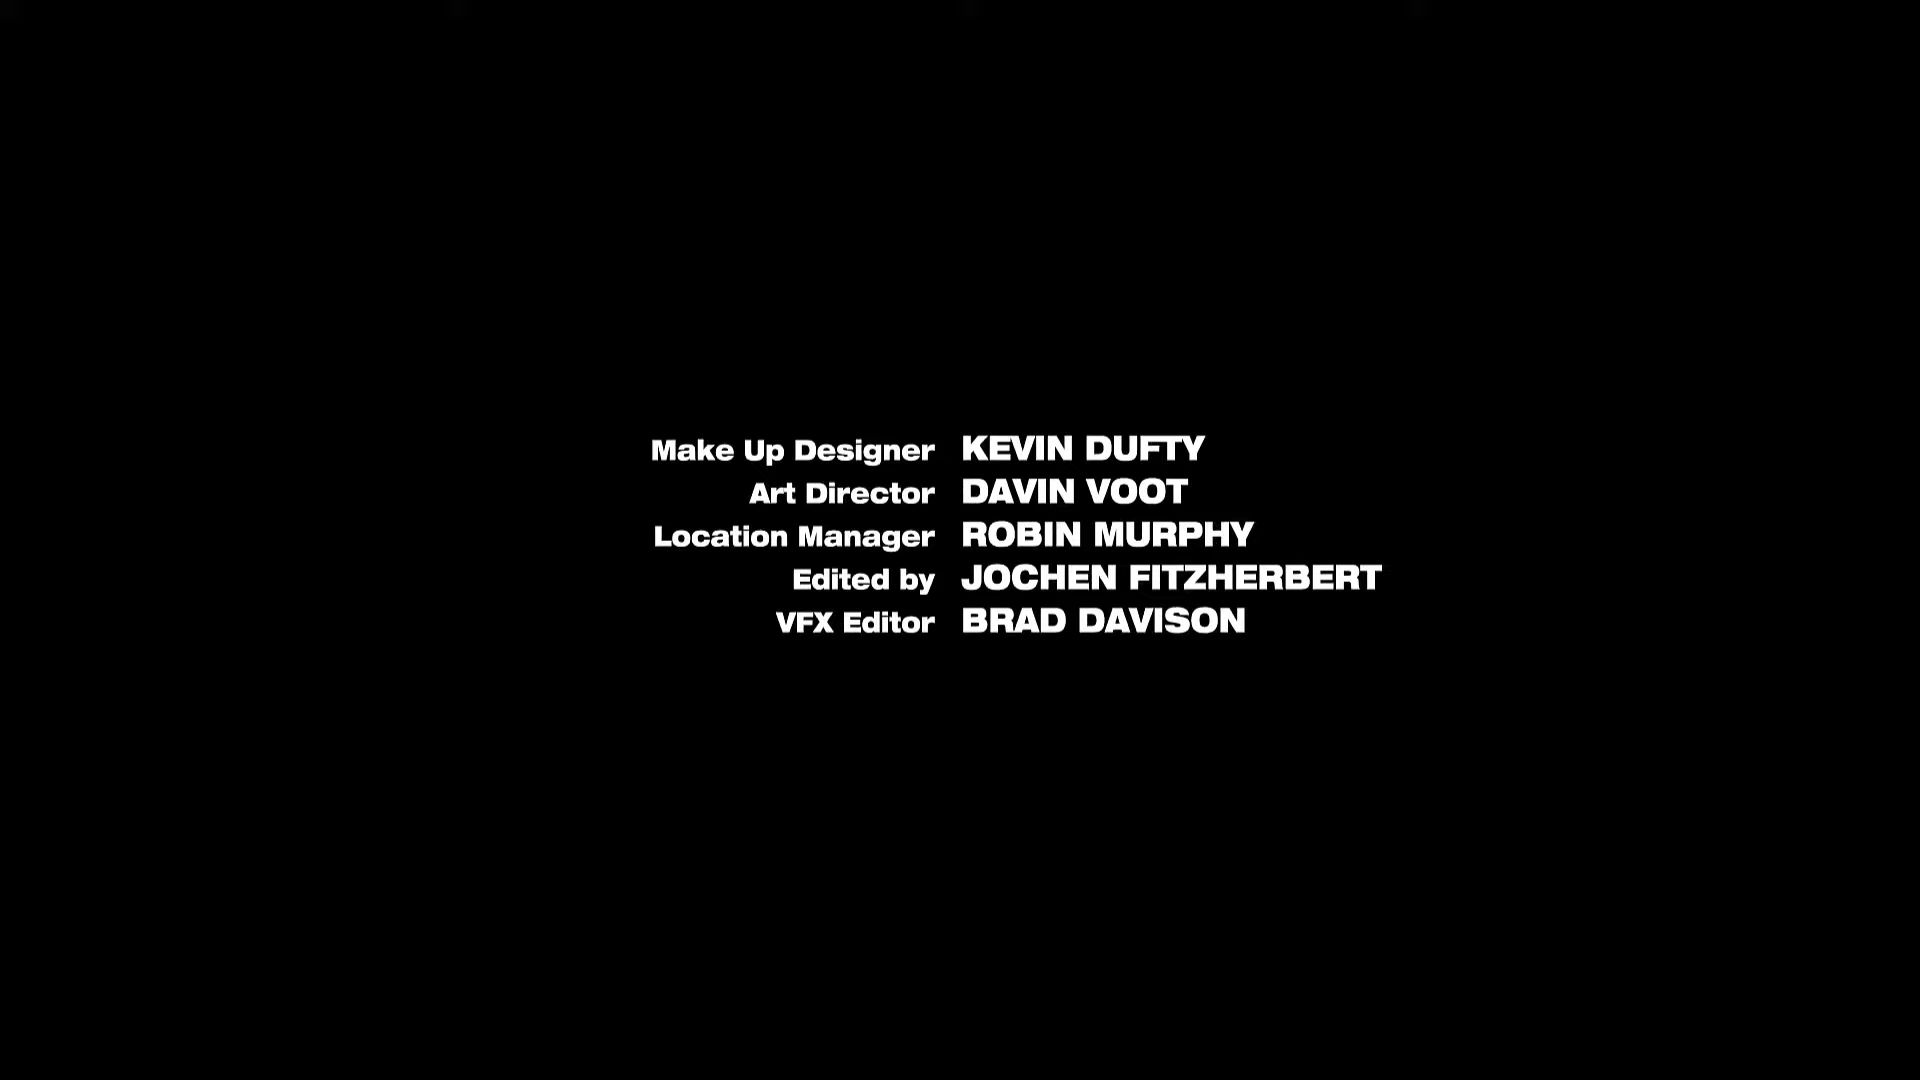 Make Up Designer KEVIN DUFTY
Art Director DAVIN VOOT
Location Manager ROBIN MURPHY
Edited by JOCHEN FITZHERBERT
VFX Editor BRAD DAVISON